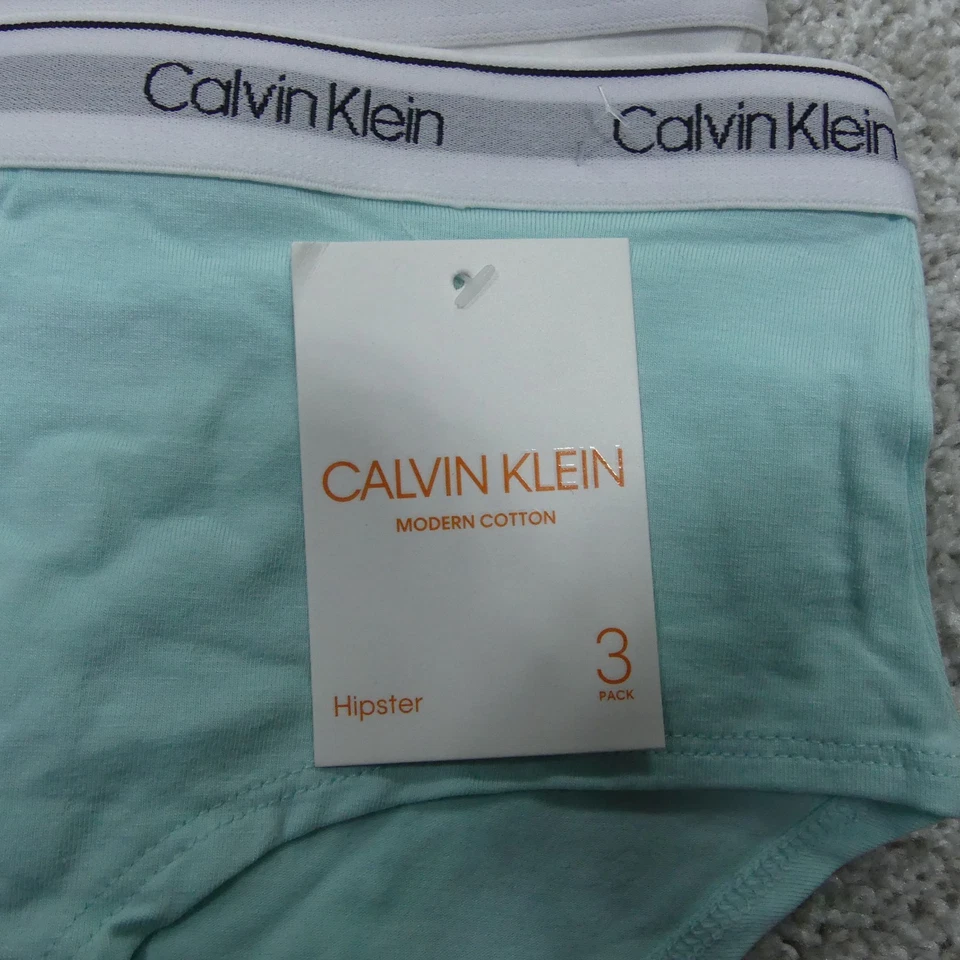 Calvin Klein Calvin Klein
CALVIN KLEIN
MODERN COTTON
3
PACK
Hipster